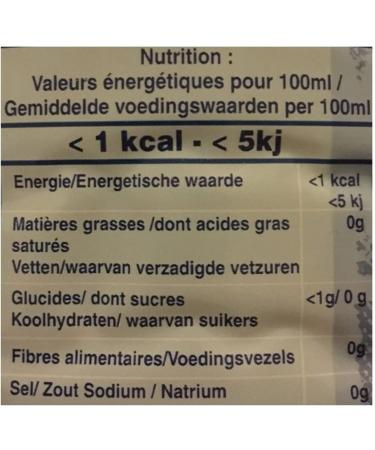 Nutrition :
Valeurs énergétiques pour 100ml /
Gemiddelde voedingswaarden per 100ml
< 1 kcal - < 5kj
Energie/Energetische waarde <1 kcal
<5 kj
Matières grasses /dont acides gras 0g
saturés
Vetten/waarvan verzadigde vetzuren
Glucides/ dont sucres <1g/ 0 g
Koolhydraten/ waarvan suikers
Fibres alimentaires/Voedingsvezels 0g
Sel/ Zout Sodium / Natrium 0g